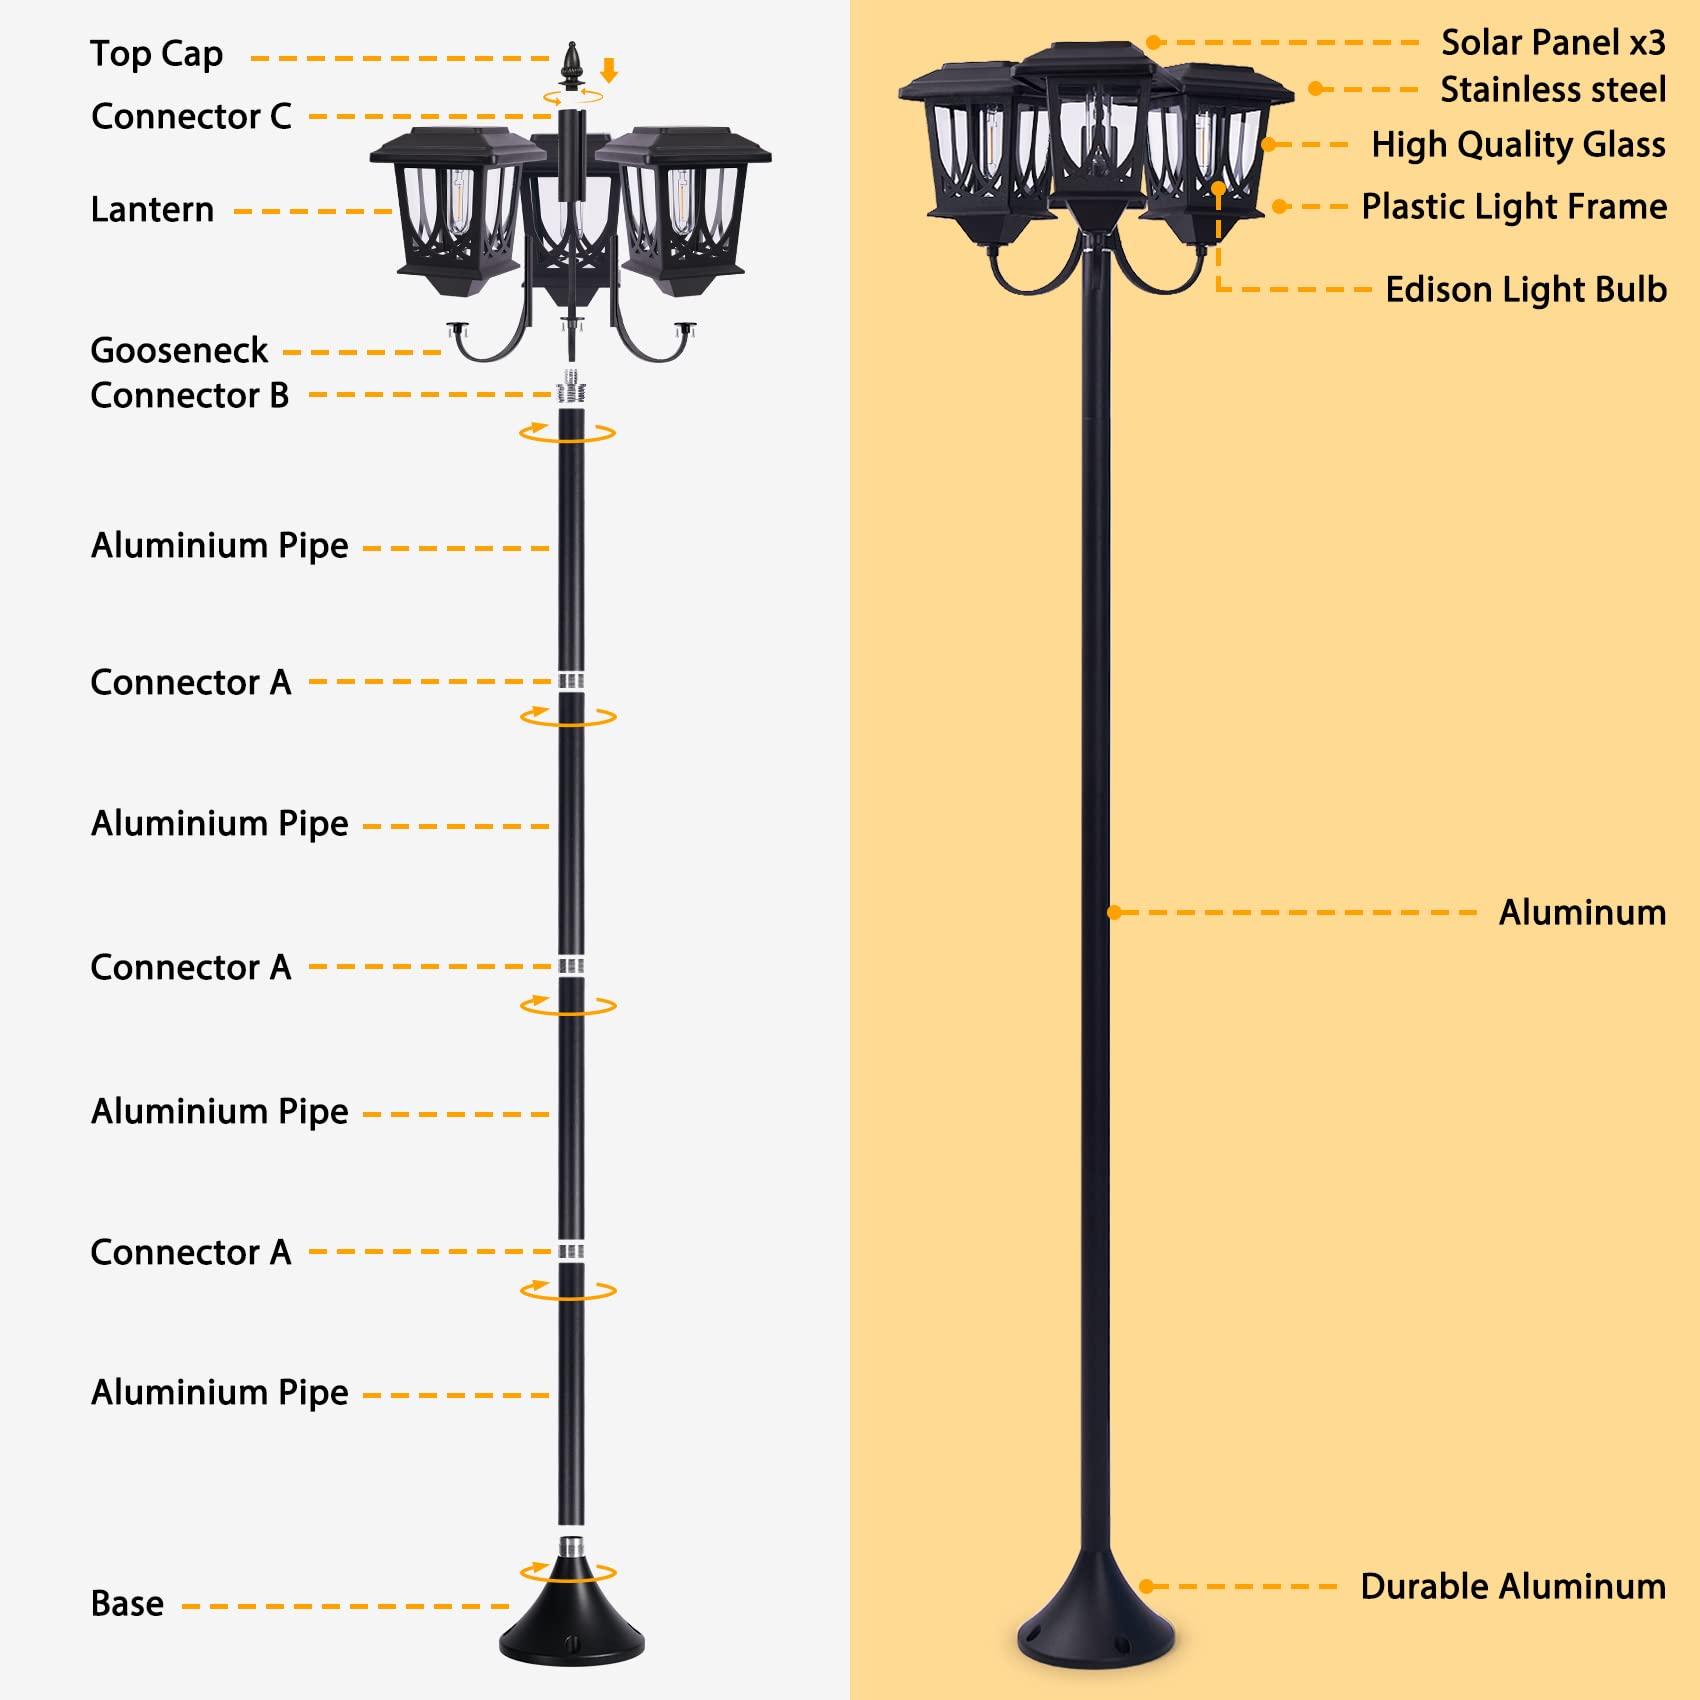 Top Cap
Connector C
Lantern
Gooseneck
Connector B
Aluminium Pipe
Connector A
Aluminium Pipe
Connector A
Aluminium Pipe
Connector A
Aluminium Pipe
Base
Solar Panel x3
Stainless steel
High Quality Glass
Plastic Light Frame
Edison Light Bulb
Aluminum
Durable Aluminum